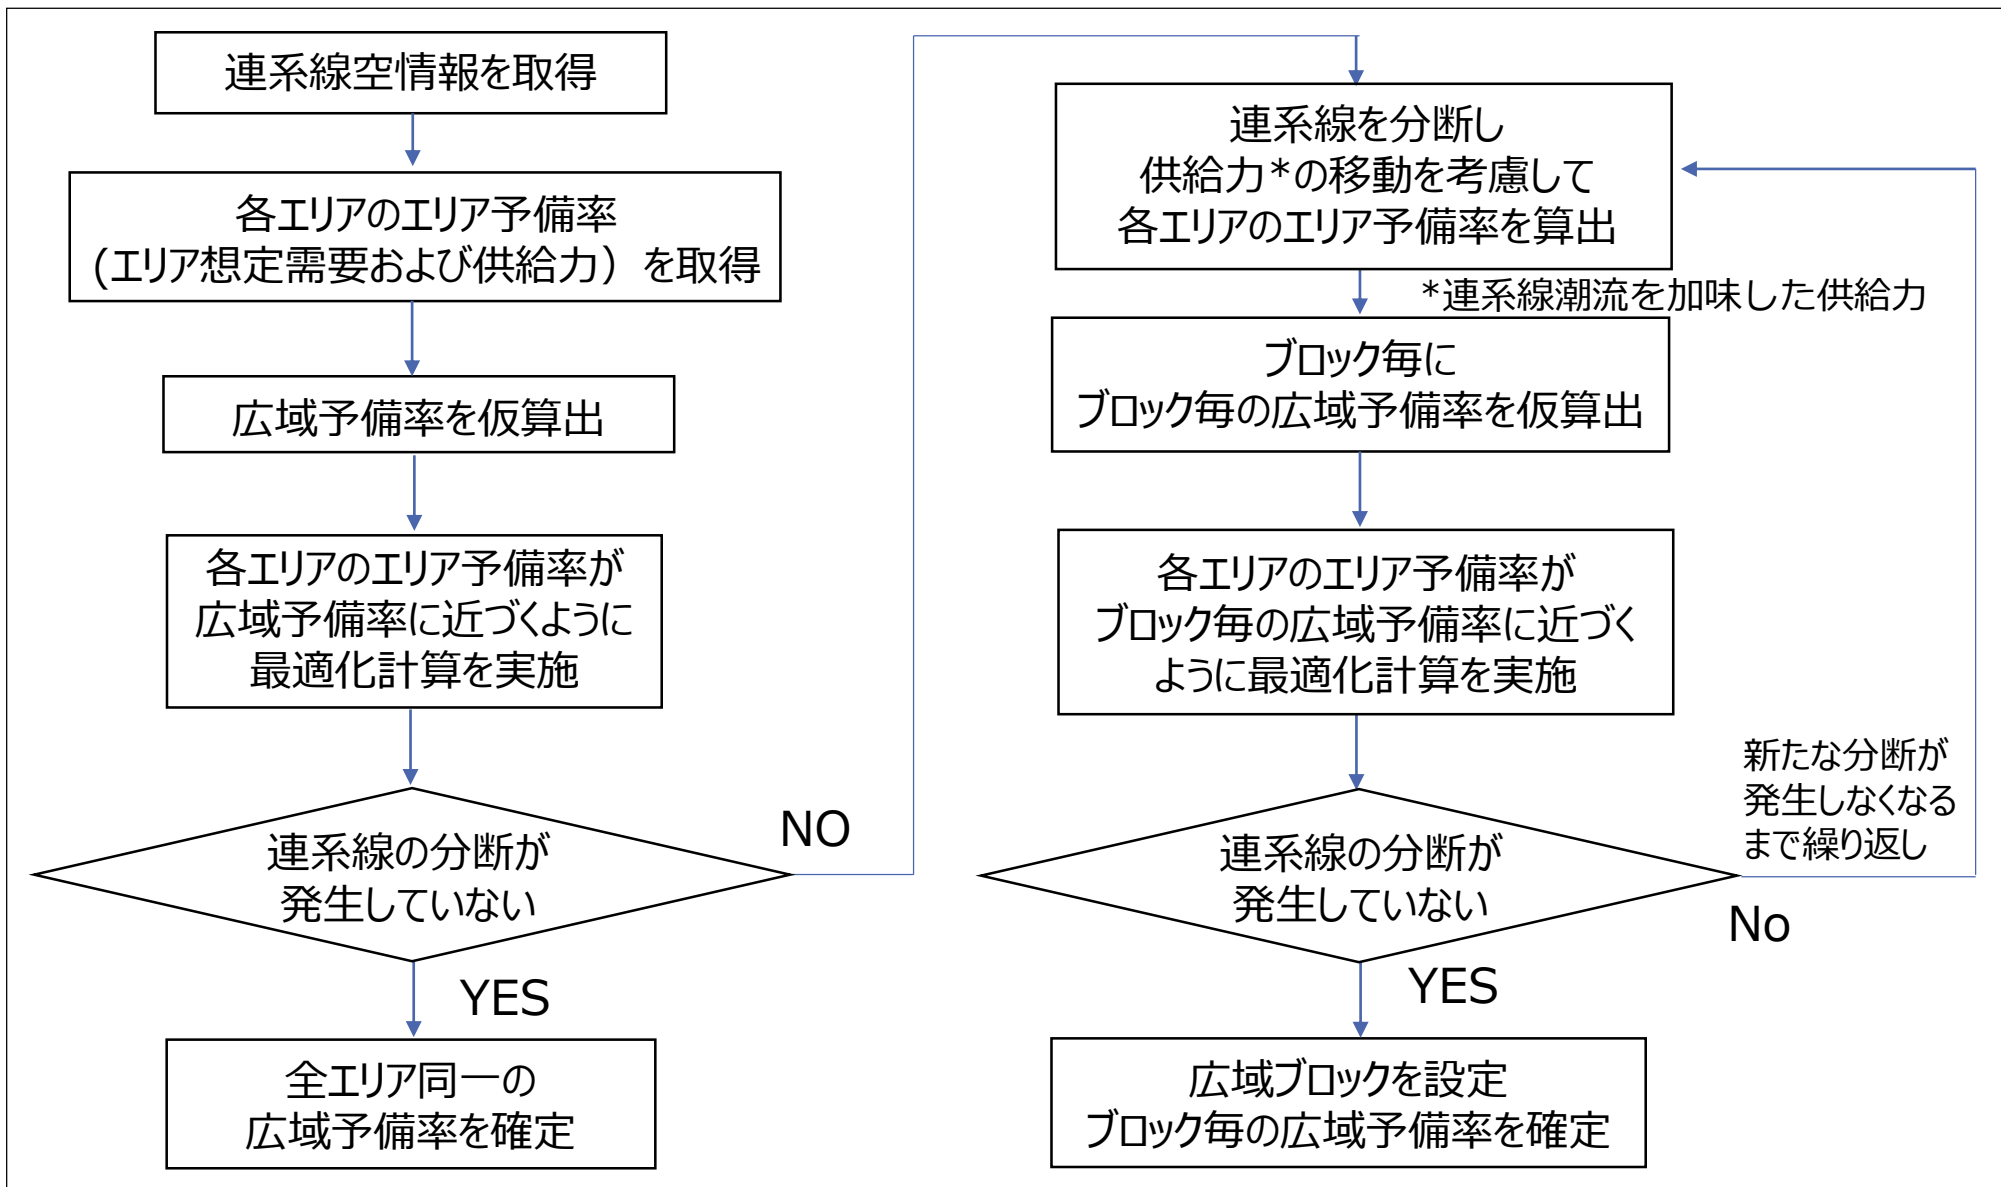 連系線空情報を取得
各エリアのエリア予備率
(エリア想定需要および供給力）を取得
広域予備率を仮算出
各エリアのエリア予備率が
広域予備率に近づくように
最適化計算を実施
連系線の分断が
発生していない
NO
YES
全エリア同一の
広域予備率を確定
連系線を分断し
供給力*の移動を考慮して
各エリアのエリア予備率を算出
*連系線潮流を加味した供給力
ブロック毎に
ブロック毎の広域予備率を仮算出
各エリアのエリア予備率が
ブロック毎の広域予備率に近づく
ように最適化計算を実施
連系線の分断が
発生していない
新たな分断が
発生しなくなる
まで繰り返し
No
YES
広域ブロックを設定
ブロック毎の広域予備率を確定